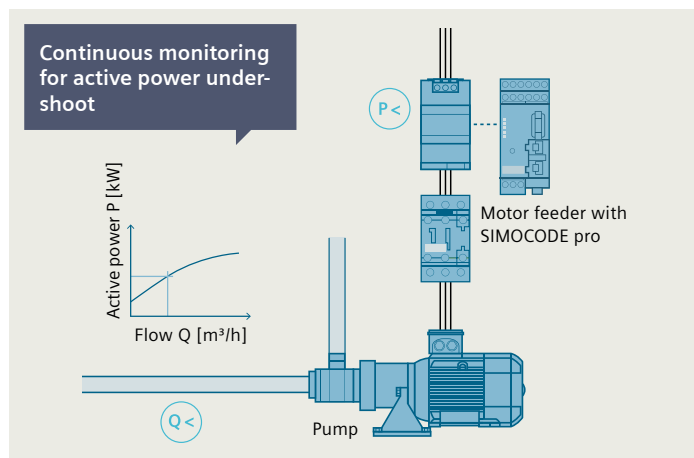 Continuous monitoring
for active power under-
shoot
P<
Motor feeder with
SIMOCODE pro
Active power P [kW]
Flow Q [m³/h]
Q<
Pump